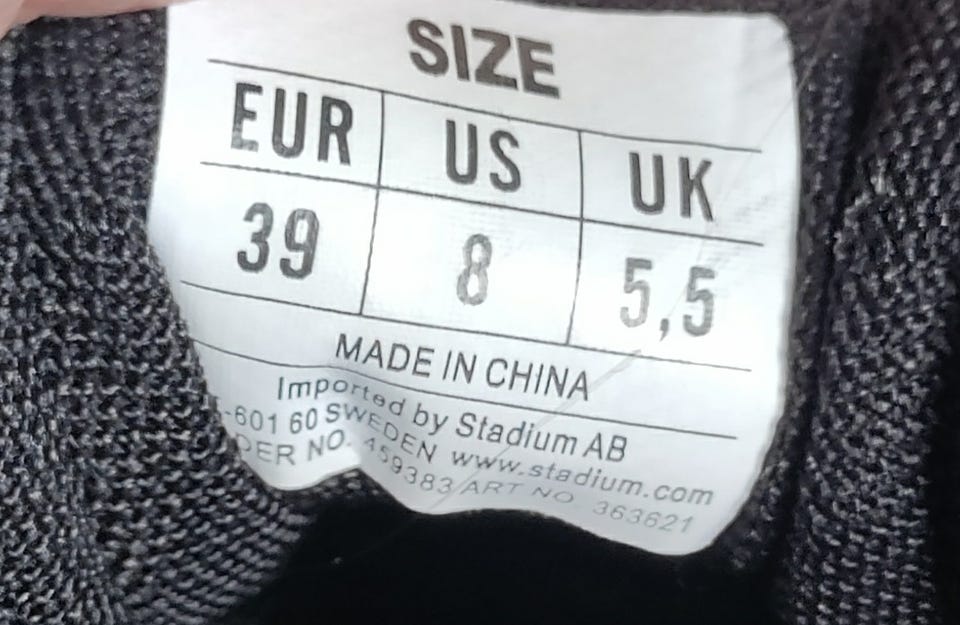 SIZE
EUR US UK
39 8 5,5
MADE IN CHINA
Imported by Stadium AB
-601 60 SWEDEN www.stadium.com
DER NO. 459383 ART NO 363621